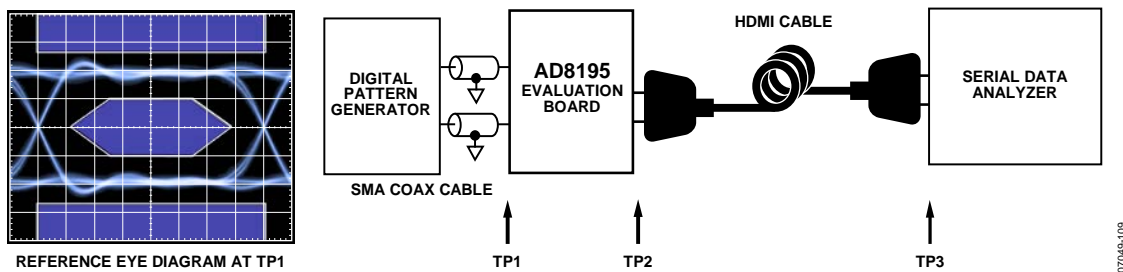 REFERENCE EYE DIAGRAM AT TP1
DIGITAL
PATTERN
GENERATOR
SMA COAX CABLE
AD8195
EVALUATION
BOARD
HDMI CABLE
SERIAL DATA
ANALYZER
TP1
TP2
TP3
07049-109